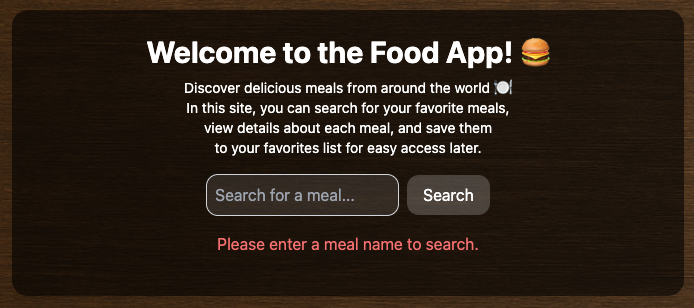 Welcome to the Food App! 🍔
Discover delicious meals from around the world 🍽️
In this site, you can search for your favorite meals,
view details about each meal, and save them
to your favorites list for easy access later.
Search for a meal...
Search
Please enter a meal name to search.